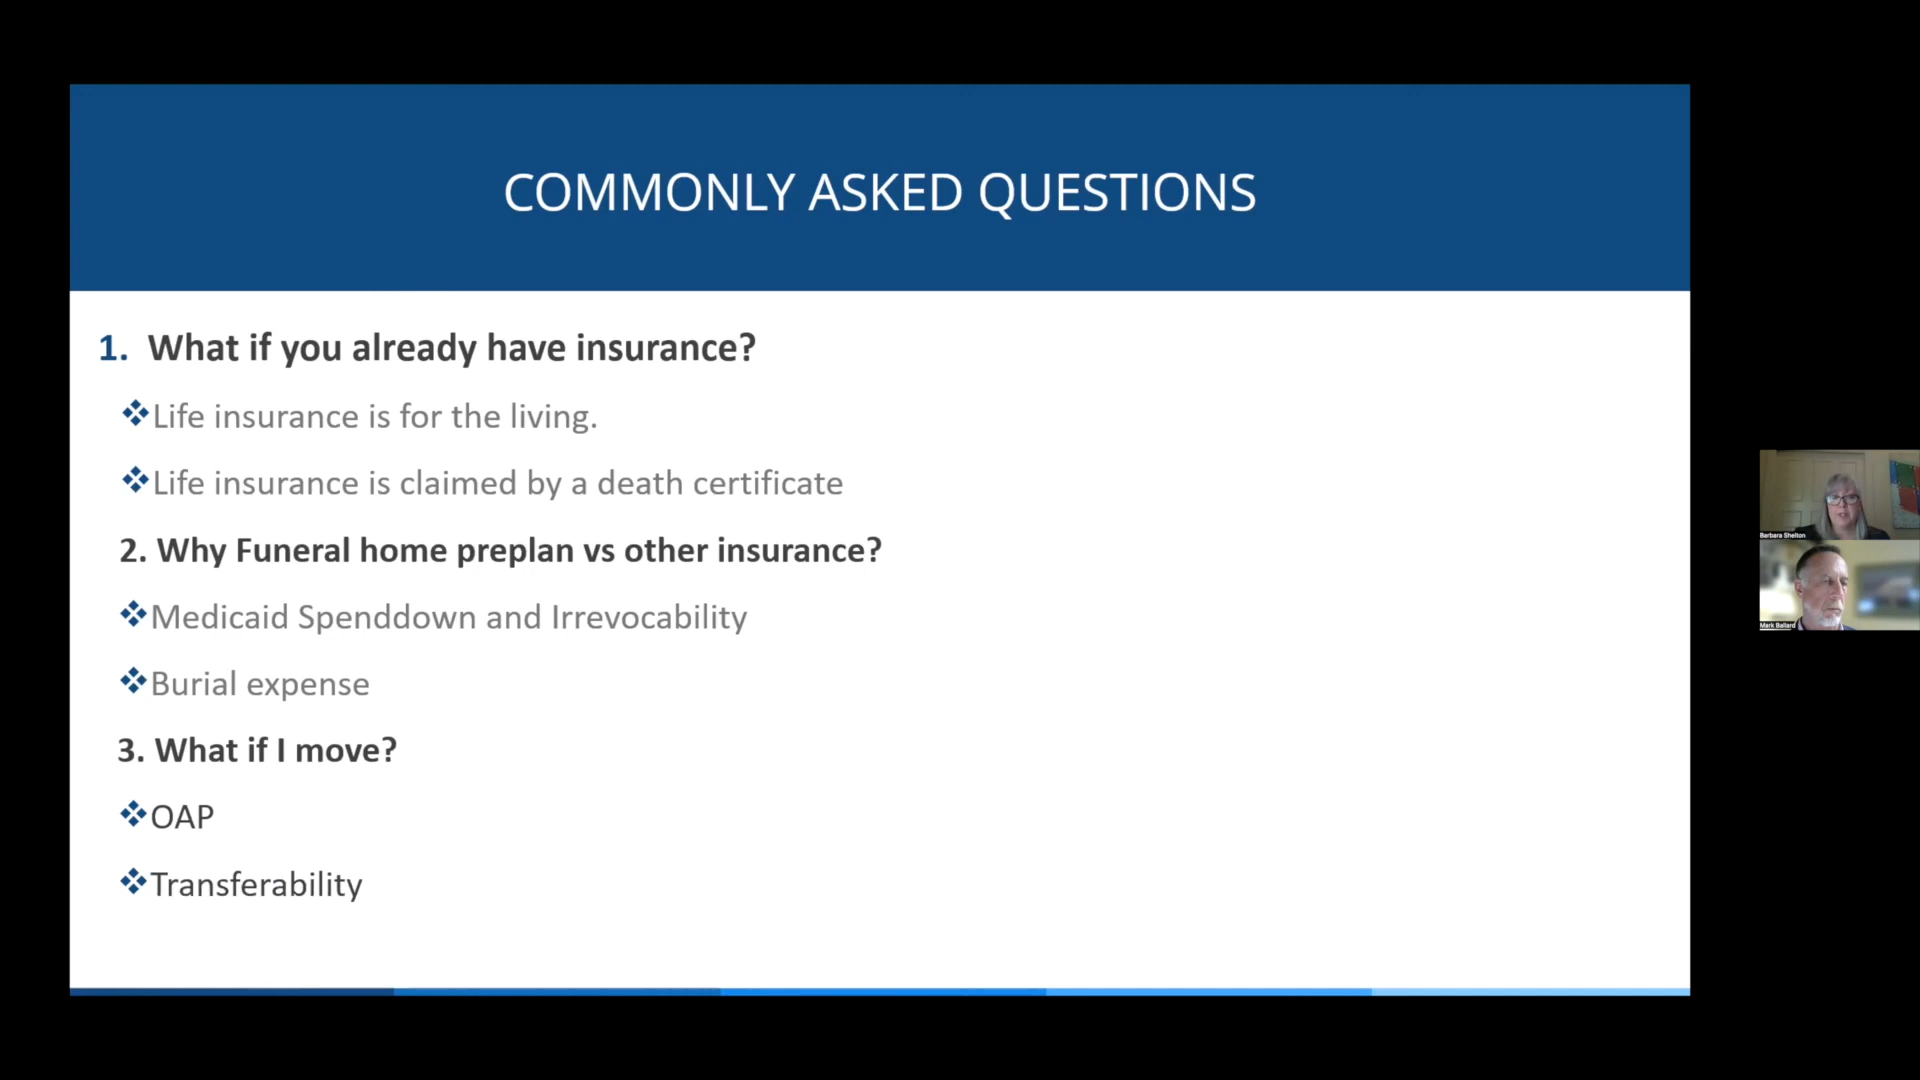 COMMONLY ASKED QUESTIONS
1. What if you already have insurance?
❖Life insurance is for the living.
❖Life insurance is claimed by a death certificate
2. Why Funeral home preplan vs other insurance?
❖Medicaid Spenddown and Irrevocability
❖Burial expense
3. What if I move?
❖OAP
❖Transferability
Barbara Shelton
Mark Ballard